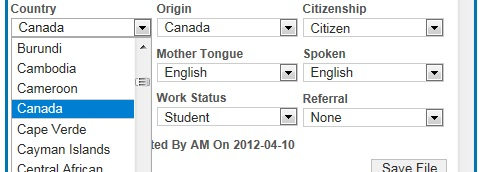 Country Origin Citizenship
Canada Canada Citizen
Burundi
Cambodia Mother Tongue Spoken
Cameroon English English
Canada Work Status Referral
Cape Verde Student None
Cayman Islands
Central African ted By AM On 2012-04-10
Save File